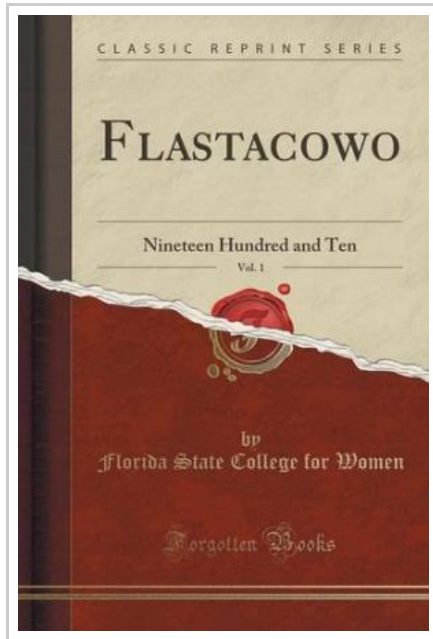 CLASSIC REPRINT SERIES
FLASTACOWO
Nineteen Hundred and Ten
Vol. 1
by
Florida State College for Women
Forgotten Books